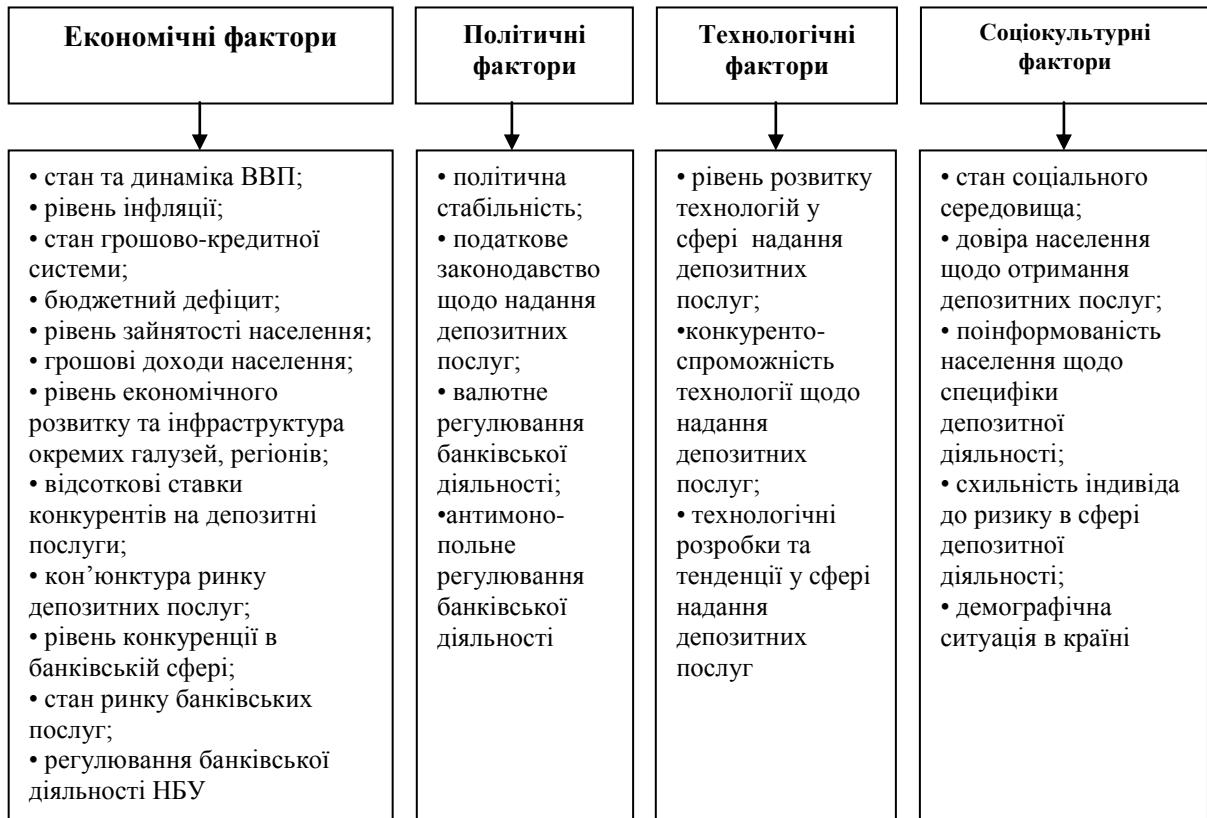 Економічні фактори
• стан та динаміка ВВП;
• рівень інфляції;
• стан грошово-кредитної
системи;
• бюджетний дефіцит;
• рівень зайнятості населення;
• грошові доходи населення;
• рівень економічного
розвитку та інфраструктура
окремих галузей, регіонів;
• відсоткові ставки
конкурентів на депозитні
послуги;
• кон’юнктура ринку
депозитних послуг;
• рівень конкуренції в
банківській сфері;
• стан ринку банківських
послуг;
• регулювання банківської
діяльності НБУ
Політичні
фактори
• політична
стабільність;
• податкове
законодавство
щодо надання
депозитних
послуг;
• валютне
регулювання
банківської
діяльності;
•антимоно-
польне
регулювання
банківської
діяльності
Технологічні
фактори
• рівень розвитку
технологій у
сфері надання
депозитних
послуг;
•конкуренто-
спроможність
технології щодо
надання
депозитних
послуг;
• технологічні
розробки та
тенденції у сфері
надання
депозитних
послуг
Соціокультурні
фактори
• стан соціального
середовища;
• довіра населення
щодо отримання
депозитних послуг;
• поінформованість
населення щодо
специфіки
депозитної
діяльності;
• схильність індивіда
до ризику в сфері
депозитної
діяльності;
• демографічна
ситуація в країні